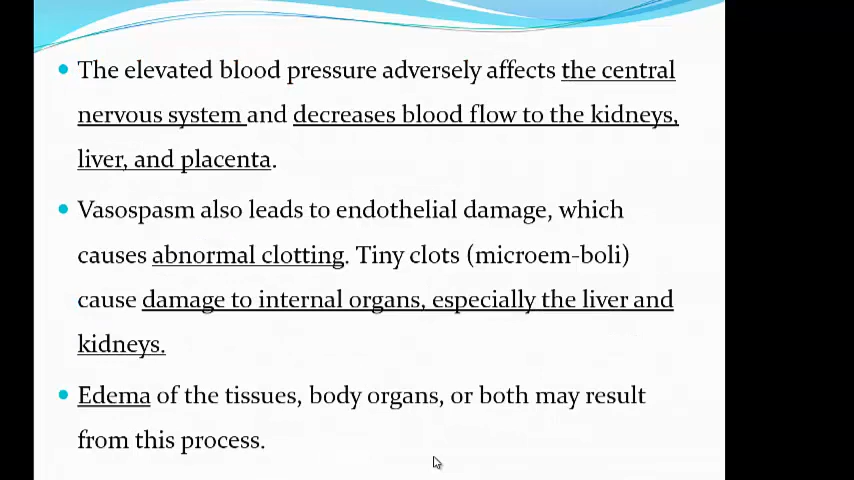 The elevated blood pressure adversely affects the central
nervous system and decreases blood flow to the kidneys,
liver, and placenta.
Vasospasm also leads to endothelial damage, which
causes abnormal clotting. Tiny clots (microem-boli)
cause damage to internal organs, especially the liver and
kidneys.
Edema of the tissues, body organs, or both may result
from this process.